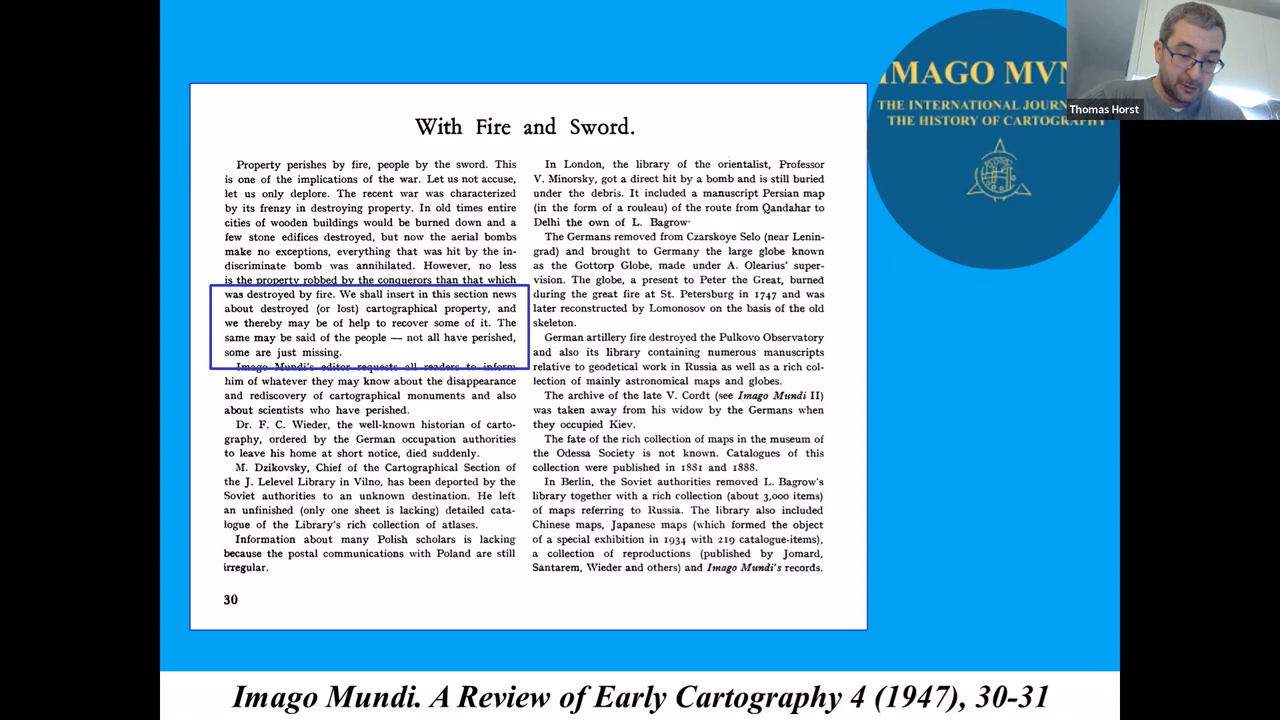 With Fire and Sword.
Property perishes by fire, people by the sword. This
is one of the implications of the war. Let us not accuse,
let us only deplore. The recent war was characterized
by its frenzy in destroying property. In old times entire
cities of wooden buildings would be burned down and a
few stone edifices destroyed, but now the aerial bombs
make no exceptions, everything that was hit by the in-
discriminate bomb was annihilated. However, no less
is the property robbed by the conquerors than that which
was destroyed by fire. We shall insert in this section news
about destroyed (or lost) cartographical property, and
we thereby may be of help to recover some of it. The
same may be said of the people — not all have perished,
some are just missing.
Imago Mundi's editor requests all readers to inform
him of whatever they may know about the disappearance
and rediscovery of cartographical monuments and also
about scientists who have perished.
Dr. F. C. Wieder, the well-known historian of carto-
graphy, ordered by the German occupation authorities
to leave his home at short notice, died suddenly.
M. Dzikovsky, Chief of the Cartographical Section of
the J. Lelevel Library in Vilno, has been deported by the
Soviet authorities to an unknown destination. He left
an unfinished (only one sheet is lacking) detailed cata-
logue of the Library's rich collection of atlases.
Information about many Polish scholars is lacking
because the postal communications with Poland are still
irregular.
30
In London, the library of the orientalist, Professor
V. Minorsky, got a direct hit by a bomb and is still buried
under the debris. It included a manuscript Persian map
(in the form of a rouleau) of the route from Qandahar to
Delhi the own of L. Bagrow.
The Germans removed from Czarskoye Selo (near Lenin-
grad) and brought to Germany the large globe known
as the Gottorp Globe, made under A. Olearius' super-
vision. The globe, a present to Peter the Great, burned
during the great fire at St. Petersburg in 1747 and was
later reconstructed by Lomonosov on the basis of the old
skeleton.
German artillery fire destroyed the Pulkovo Observatory
and also its library containing numerous manuscripts
relative to geodetical work in Russia as well as a rich col-
lection of mainly astronomical maps and globes.
The archive of the late V. Cordt (see Imago Mundi II)
was taken away from his widow by the Germans when
they occupied Kiev.
The fate of the rich collection of maps in the museum of
the Odessa Society is not known. Catalogues of this
collection were published in 1881 and 1888.
In Berlin, the Soviet authorities removed L. Bagrow's
library together with a rich collection (about 3,000 items)
of maps referring to Russia. The library also included
Chinese maps, Japanese maps (which formed the object
of a special exhibition in 1934 with 219 catalogue-items),
a collection of reproductions (published by Jomard,
Santarem, Wieder and others) and Imago Mundi's records.
IMAGO MVN
THE INTERNATIONAL JOURN
THE HISTORY OF CARTOGRAPHY
Thomas Horst
Imago Mundi. A Review of Early Cartography 4 (1947), 30-31